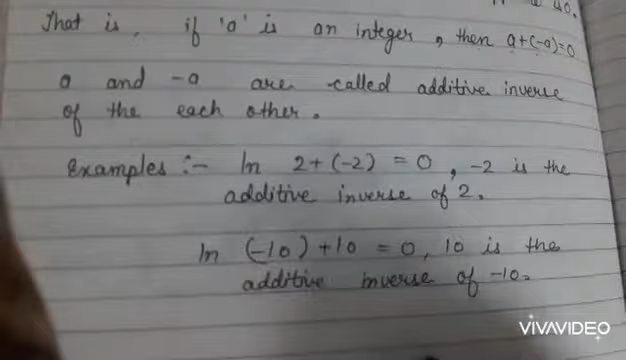 That is, if 'a' is an integer, then a+(-a)=0
a and -a are called additive inverse
of the each other.
Examples :- In 2+(-2) = 0, -2 is the
additive inverse of 2.
In (-10)+10 = 0, 10 is the
additive inverse of -10.
VIVAVIDEO